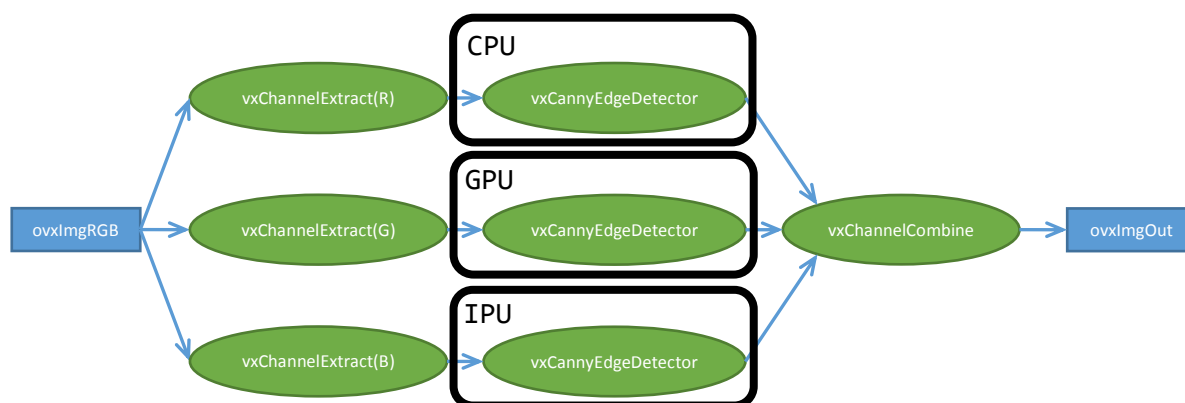 CPU
vxChannelExtract(R)
vxCannyEdgeDetector
GPU
ovxImgRGB
vxChannelExtract(G)
vxCannyEdgeDetector
vxChannelCombine
ovxImgOut
IPU
vxChannelExtract(B)
vxCannyEdgeDetector